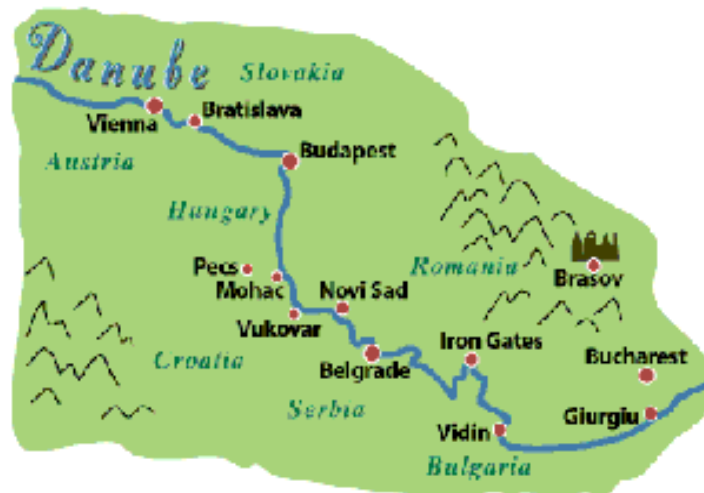 Danube
Slovakia
Bratislava
Vienna
Budapest
Austria
Hungary
Pecs
Mohac
Novi Sad
Romania
Brasov
Vukovar
Iron Gates
Croatia
Belgrade
Bucharest
Serbia
Giurgiu
Vidin
Bulgaria